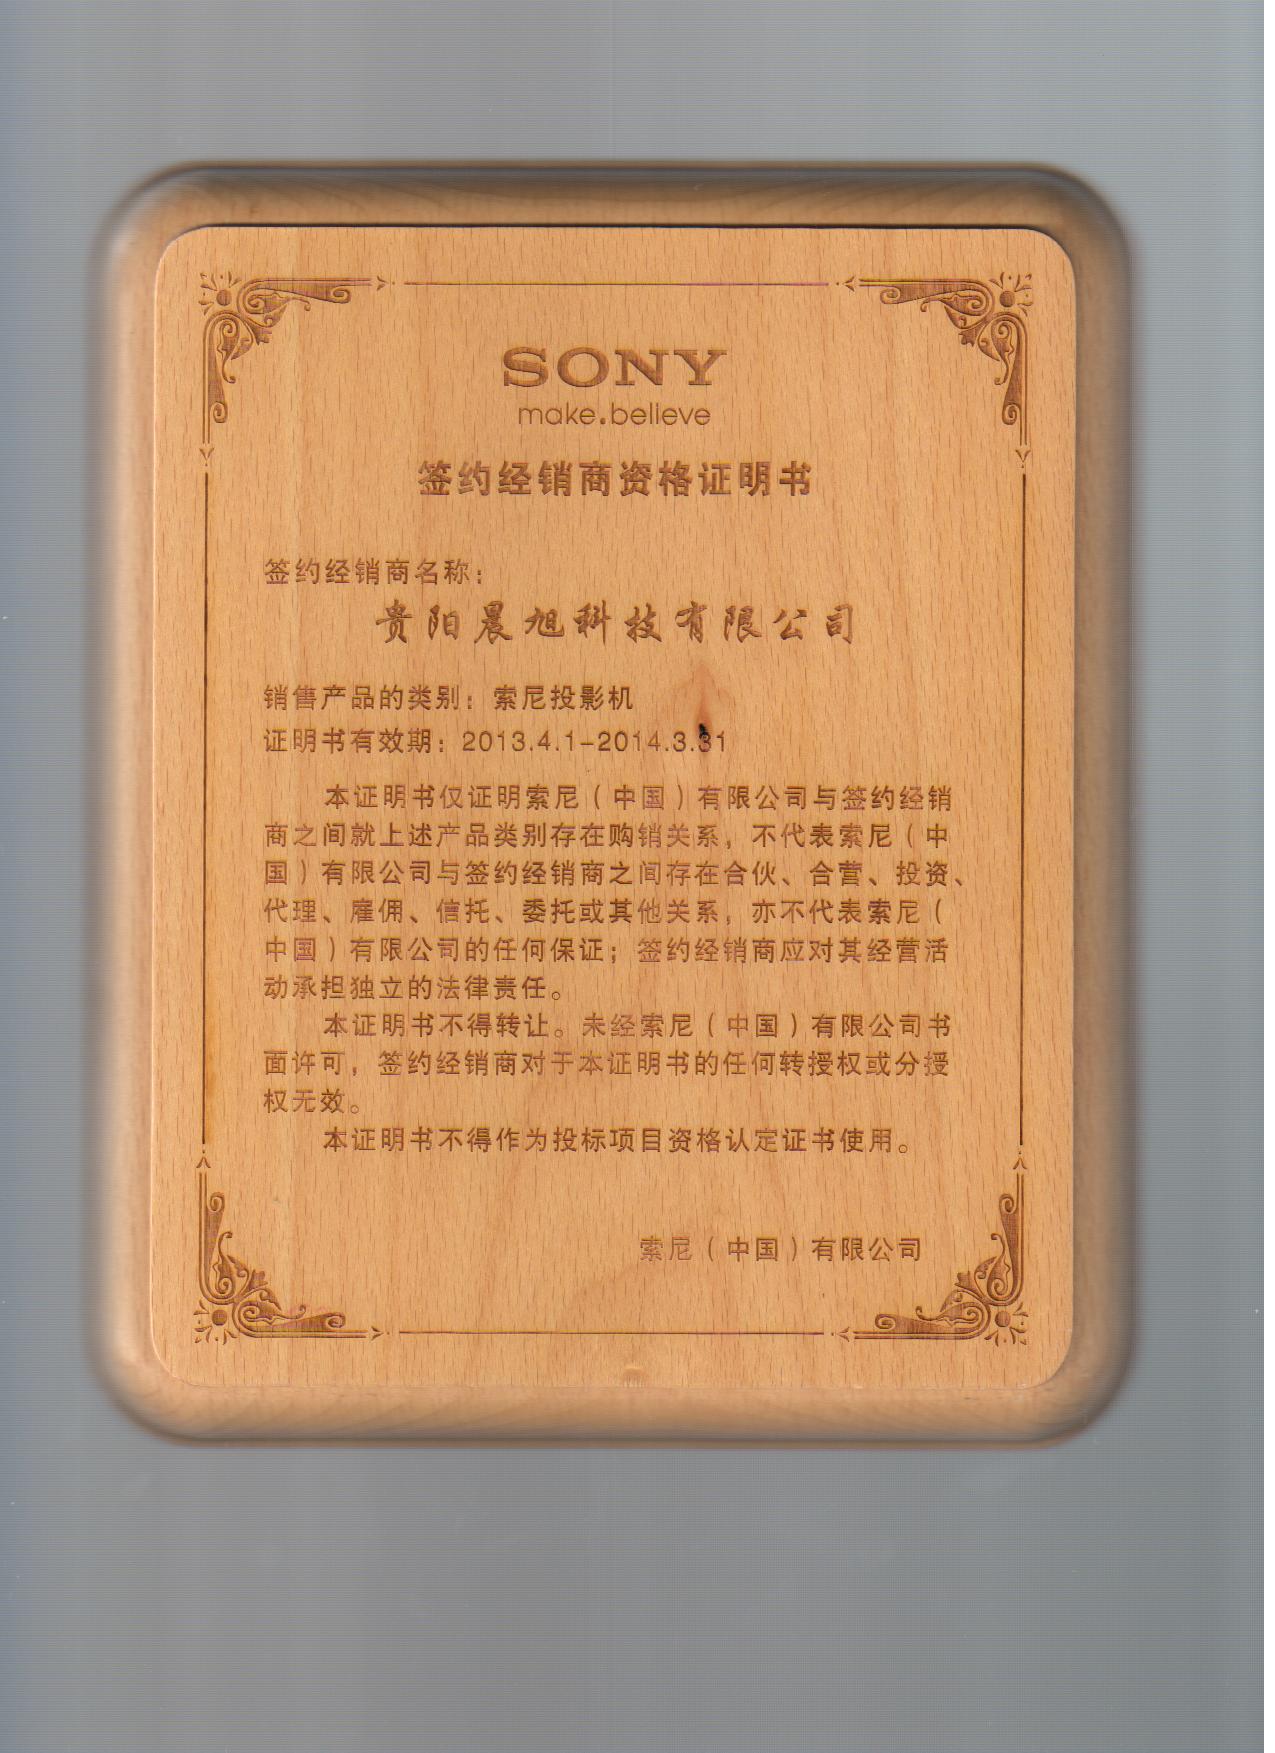 SONY
make.believe
签约经销商资格证明书
签约经销商名称：
贵阳晨旭科技有限公司
销售产品的类别：索尼投影机
证明书有效期：2013.4.1-2014.3.31
本证明书仅证明索尼（中国）有限公司与签约经销
商之间就上述产品类别存在购销关系，不代表索尼（中
国）有限公司与签约经销商之间存在合伙、合营、投资、
代理、雇佣、信托、委托或其他关系，亦不代表索尼（
中国）有限公司的任何保证；签约经销商应对其经营活
动承担独立的法律责任。
本证明书不得转让。未经索尼（中国）有限公司书
面许可，签约经销商对于本证明书的任何转授权或分授
权无效。
本证明书不得作为投标项目资格认定证书使用。
索尼（中国）有限公司